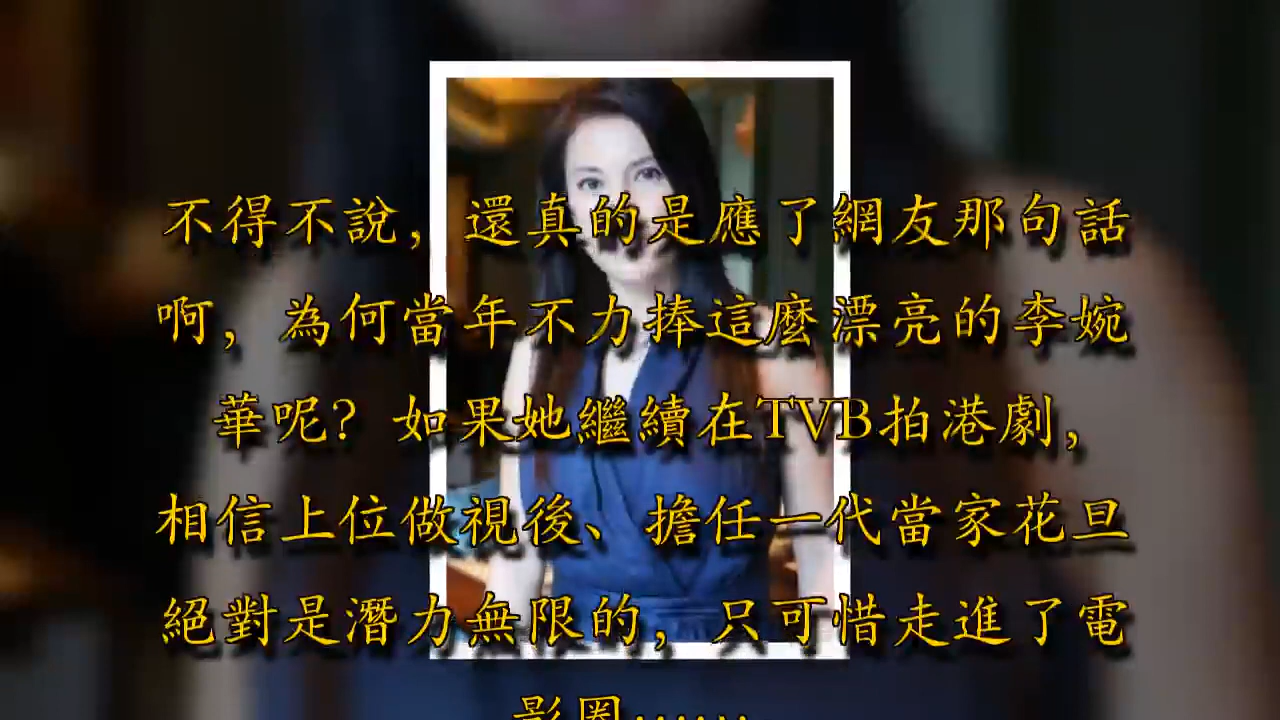 不得不說，還真的是應了網友那句話
啊，為何當年不力捧這麼漂亮的李婉
華呢？如果她繼續在TVB拍港劇，
相信上位做視後、擔任一代當家花旦
絕對是潛力無限的，只可惜走進了電
影圈……